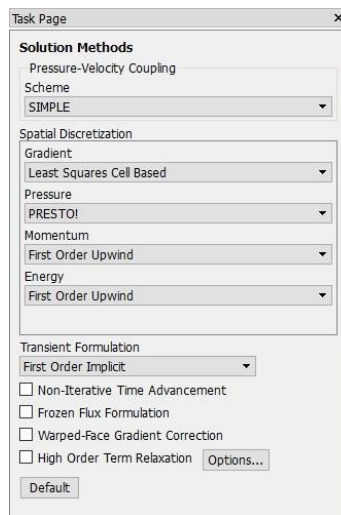 Task Page
Solution Methods
Pressure-Velocity Coupling
Scheme
SIMPLE
Spatial Discretization
Gradient
Least Squares Cell Based
Pressure
PRESTO!
Momentum
First Order Upwind
Energy
First Order Upwind
Transient Formulation
First Order Implicit
Non-Iterative Time Advancement
Frozen Flux Formulation
Warped-Face Gradient Correction
High Order Term Relaxation Options...
Default